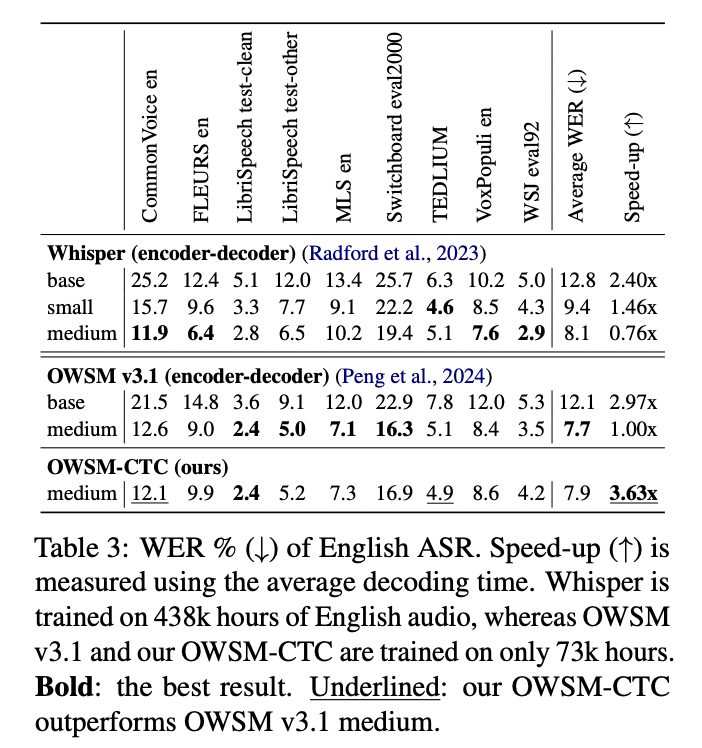 CommonVoice en FLEURS en LibriSpeech test-clean LibriSpeech test-other MLS en Switchboard eval2000 TEDLIUM VoxPopuli en WSJ eval92 Average WER (↓) Speed-up (↑)
Whisper (encoder-decoder) (Radford et al., 2023)
base 25.2 12.4 5.1 12.0 13.4 25.7 6.3 10.2 5.0 12.8 2.40x
small 15.7 9.6 3.3 7.7 9.1 22.2 4.6 8.5 4.3 9.4 1.46x
medium 11.9 6.4 2.8 6.5 10.2 19.4 5.1 7.6 2.9 8.1 0.76x
OWSM v3.1 (encoder-decoder) (Peng et al., 2024)
base 21.5 14.8 3.6 9.1 12.0 22.9 7.8 12.0 5.3 12.1 2.97x
medium 12.6 9.0 2.4 5.0 7.1 16.3 5.1 8.4 3.5 7.7 1.00x
OWSM-CTC (ours)
medium 12.1 9.9 2.4 5.2 7.3 16.9 4.9 8.6 4.2 7.9 3.63x
Table 3: WER % (↓) of English ASR. Speed-up (↑) is
measured using the average decoding time. Whisper is
trained on 438k hours of English audio, whereas OWSM
v3.1 and our OWSM-CTC are trained on only 73k hours.
Bold: the best result. Underlined: our OWSM-CTC
outperforms OWSM v3.1 medium.